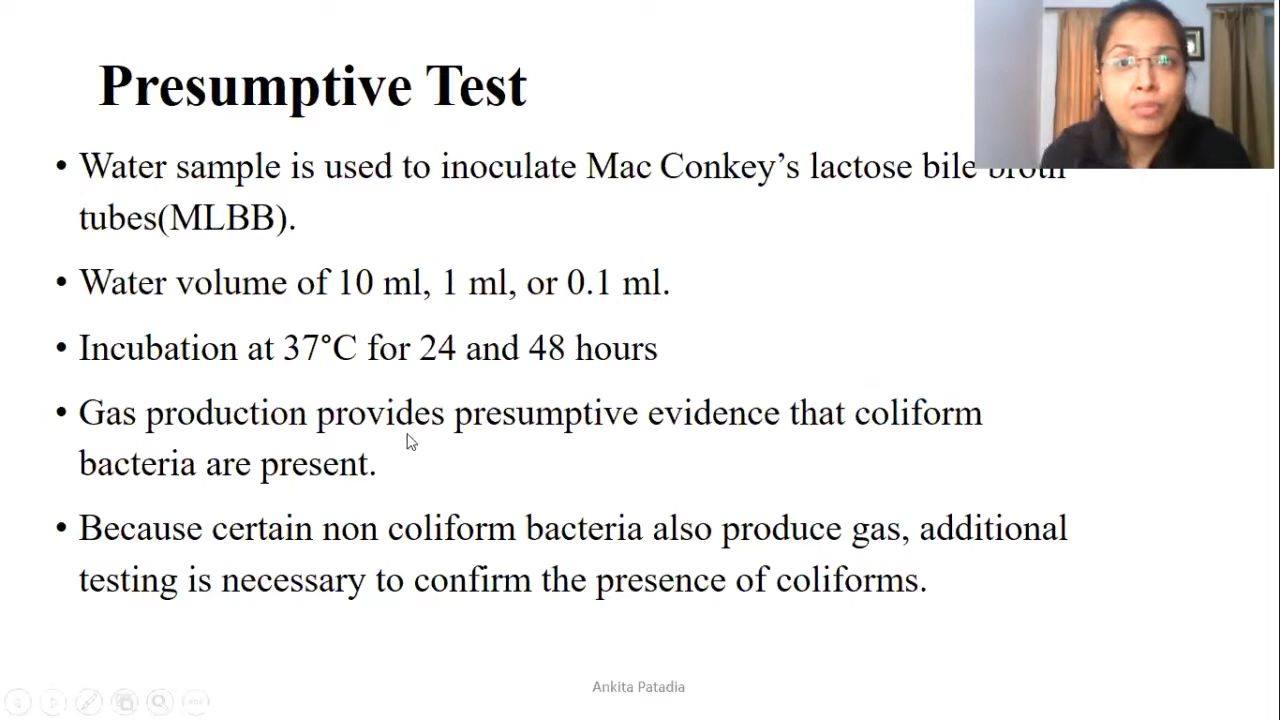 Presumptive Test
• Water sample is used to inoculate Mac Conkey’s lactose bile broth
tubes(MLBB).
• Water volume of 10 ml, 1 ml, or 0.1 ml.
• Incubation at 37°C for 24 and 48 hours
• Gas production provides presumptive evidence that coliform
bacteria are present.
• Because certain non coliform bacteria also produce gas, additional
testing is necessary to confirm the presence of coliforms.
Ankita Patadia